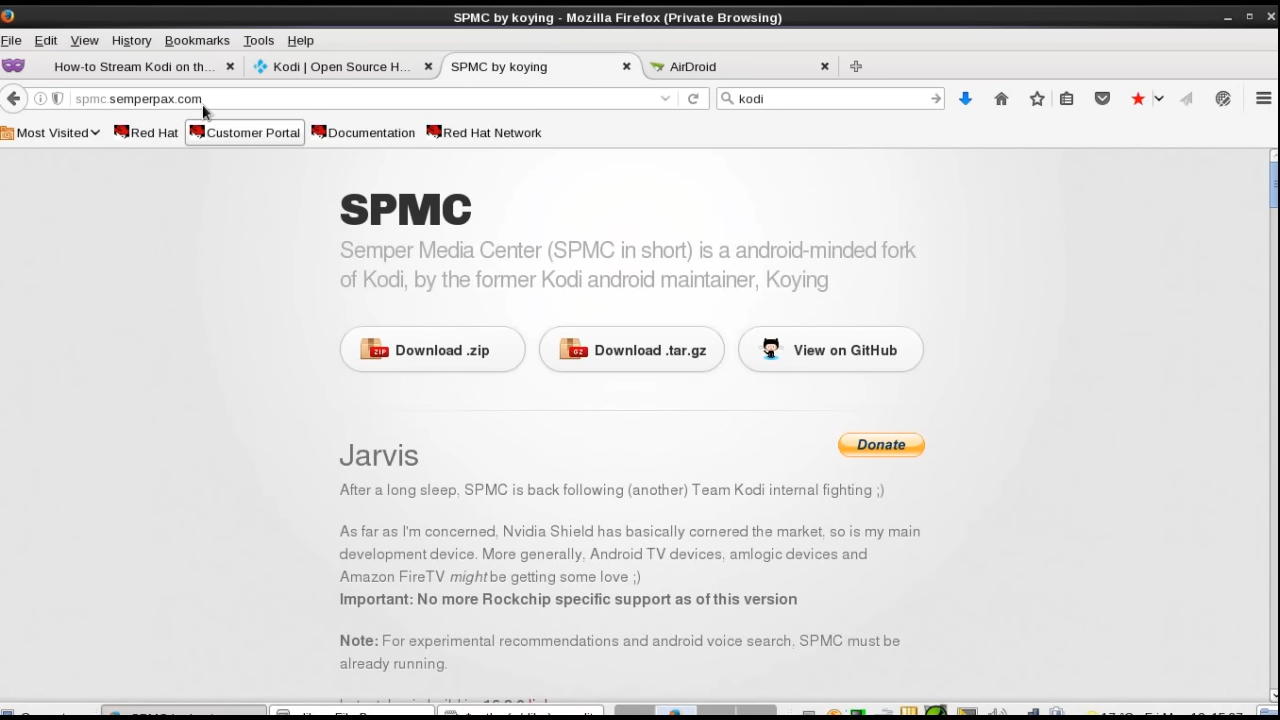 SPMC by koying - Mozilla Firefox (Private Browsing)
File Edit View History Bookmarks Tools Help
How-to Stream Kodi on th... Kodi | Open Source H... SPMC by koying AirDroid
spmc.semperpax.com kodi
Most Visited Red Hat Customer Portal Documentation Red Hat Network
SPMC
Semper Media Center (SPMC in short) is a android-minded fork
of Kodi, by the former Kodi android maintainer, Koying
ZIP Download .zip GZ Download .tar.gz View on GitHub
Donate
Jarvis
After a long sleep, SPMC is back following (another) Team Kodi internal fighting ;)
As far as I'm concerned, Nvidia Shield has basically cornered the market, so is my main
development device. More generally, Android TV devices, amlogic devices and
Amazon FireTV might be getting some love ;)
Important: No more Rockchip specific support as of this version
Note: For experimental recommendations and android voice search, SPMC must be
already running.